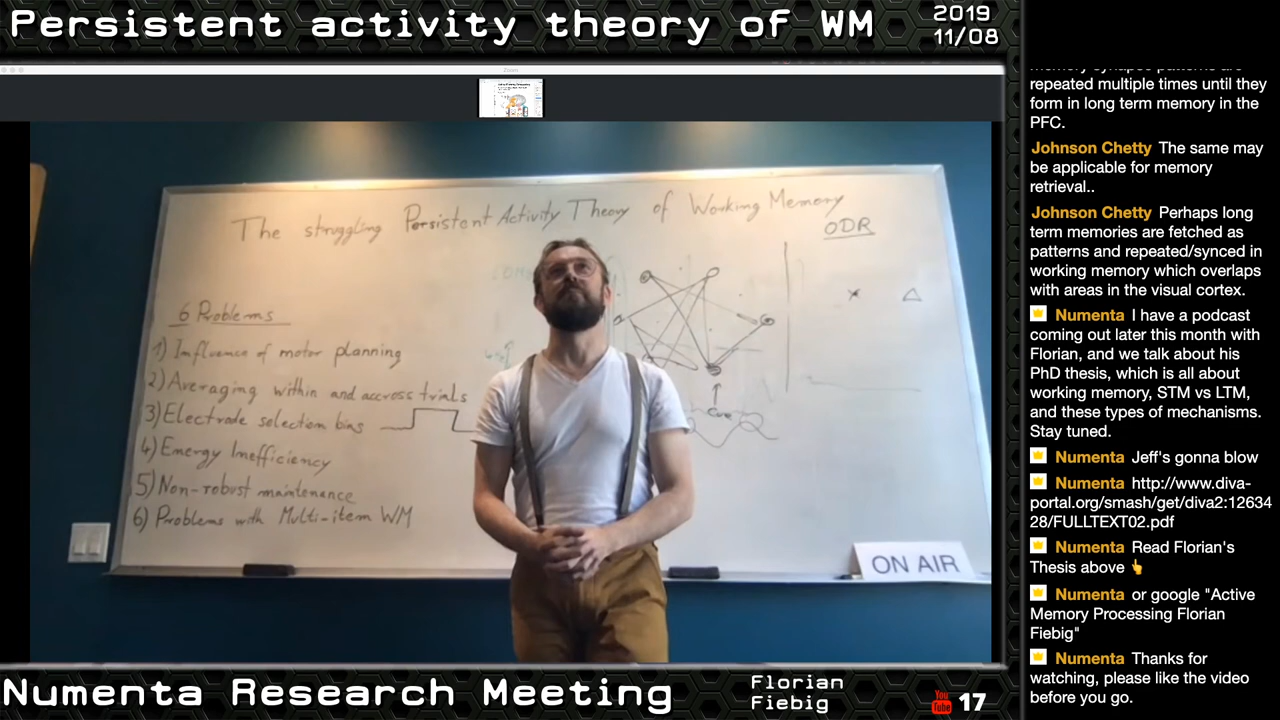 Persistent activity theory of WM
2019
11/08
Zoom
The struggling Persistent Activity Theory of Working Memory
ODR
6 Problems
1) Influence of motor planning
2) Averaging within and accross trials
3) Electrode selection bias
4) Energy Inefficiency
5) Non-robust maintenance
6) Problems with Multi-item WM
Cue
ON AIR
repeated multiple times until they
form in long term memory in the
PFC.
Johnson Chetty The same may
be applicable for memory
retrieval..
Johnson Chetty Perhaps long
term memories are fetched as
patterns and repeated/synced in
working memory which overlaps
with areas in the visual cortex.
Numenta I have a podcast
coming out later this month with
Florian, and we talk about his
PhD thesis, which is all about
working memory, STM vs LTM,
and these types of mechanisms.
Stay tuned.
Numenta Jeff's gonna blow
Numenta http://www.diva-
portal.org/smash/get/diva2:12634
28/FULLTEXT02.pdf
Numenta Read Florian's
Thesis above 👆
Numenta or google "Active
Memory Processing Florian
Fiebig"
Numenta Thanks for
watching, please like the video
before you go.
Numenta Research Meeting
Florian
Fiebig
You Tube 17